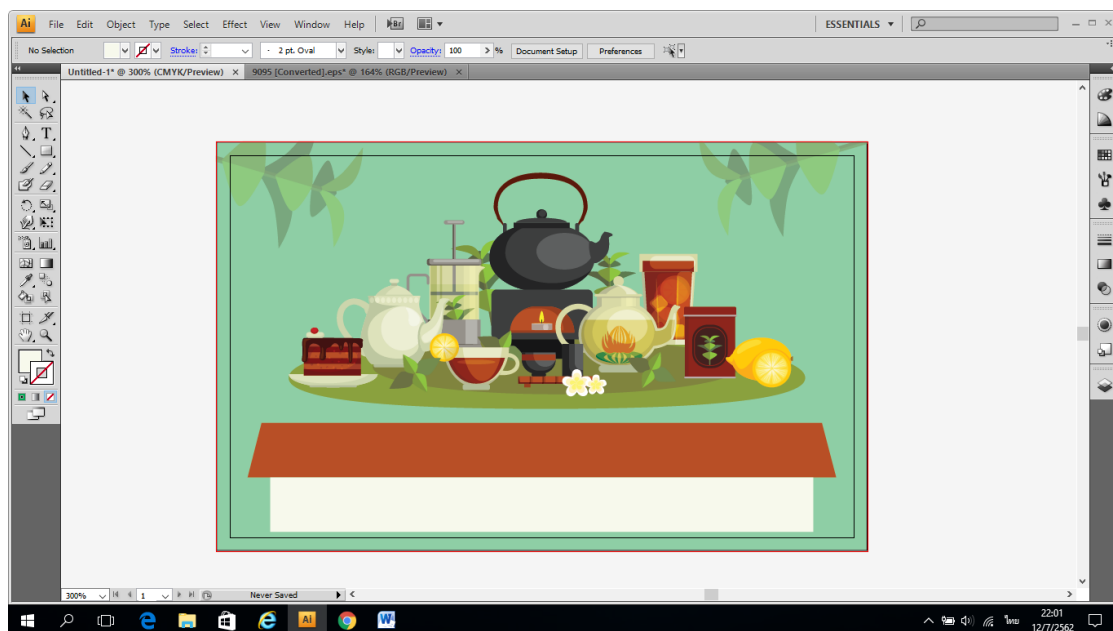 Ai File Edit Object Type Select Effect View Window Help Br ESSENTIALS
No Selection Stroke: 2 pt. Oval Style: Opacity: 100 % Document Setup Preferences
Untitled-1* @ 300% (CMYK/Preview) × 9095 [Converted].eps* @ 164% (RGB/Preview) ×
300% 1 Never Saved
Ai W ไทย 22:01
12/7/2562